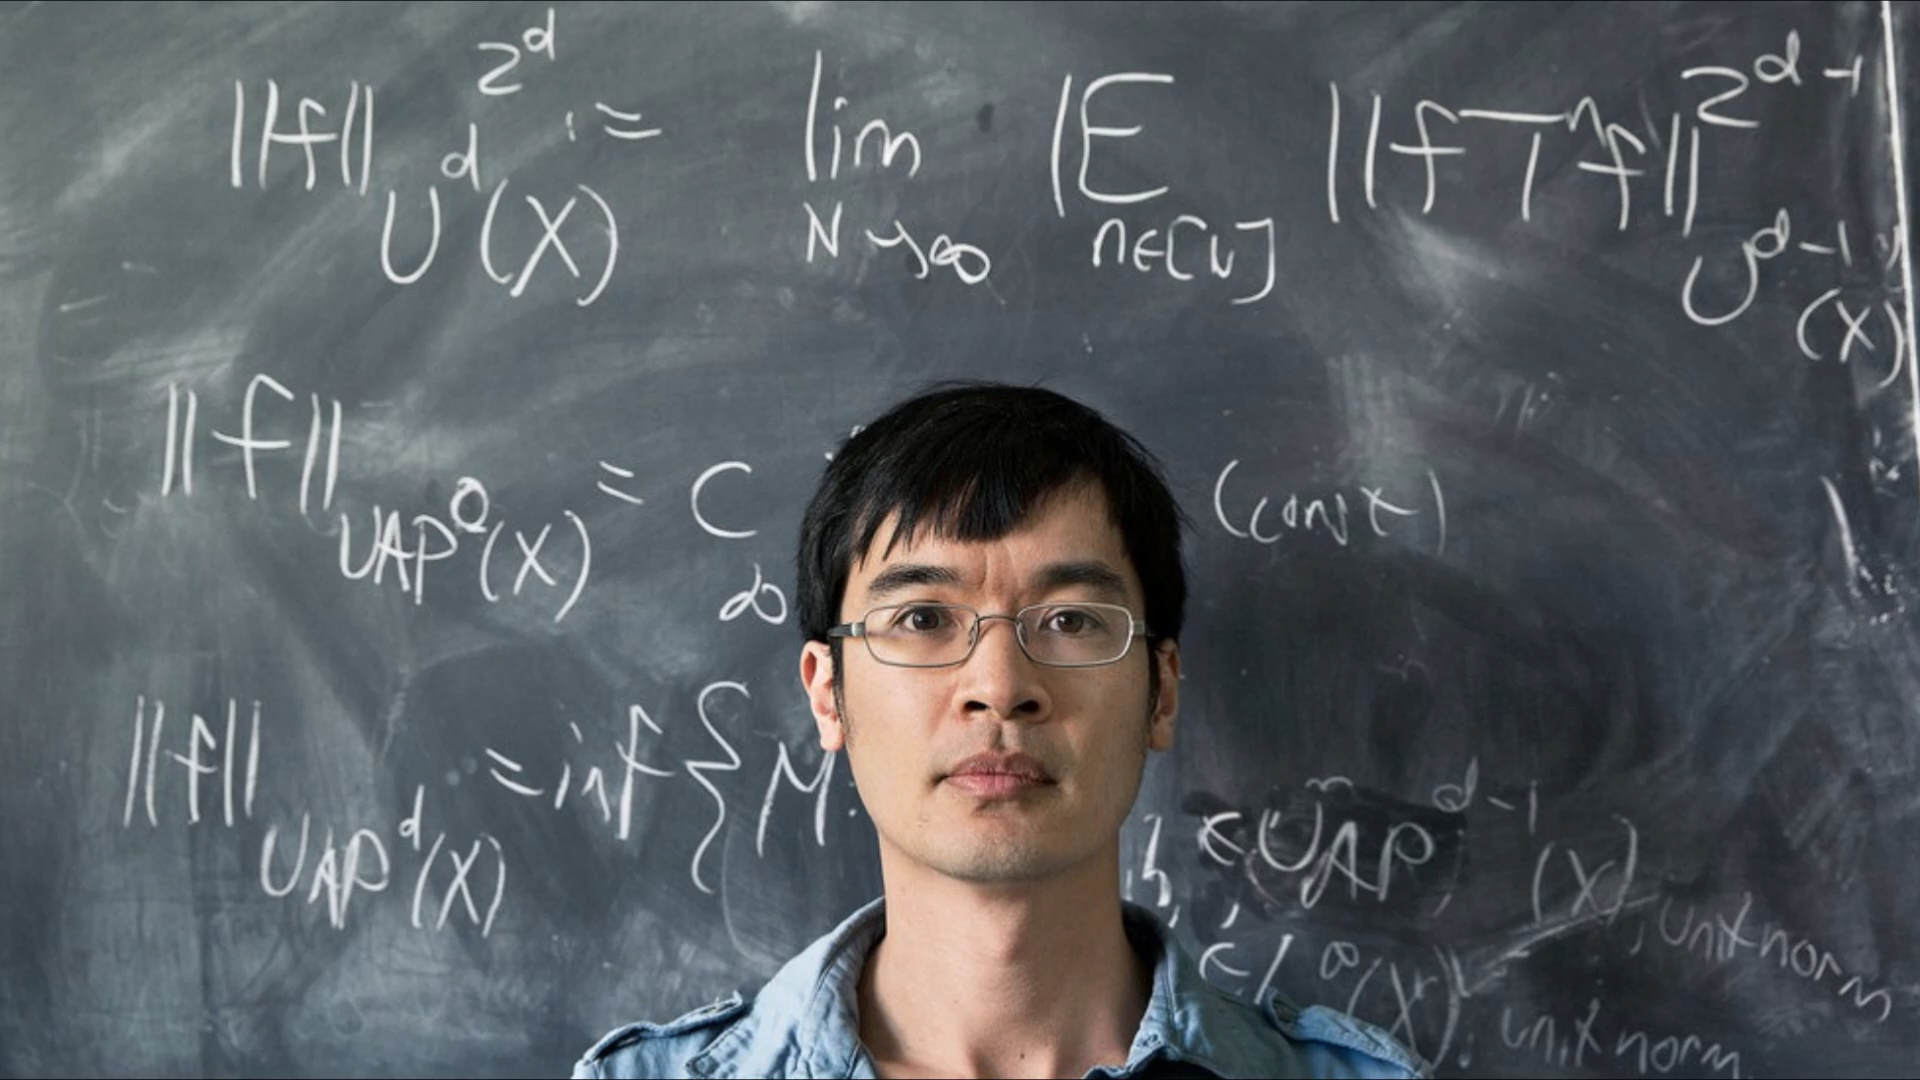 ||f||_{U^d(X)}^{2^d} := lim_{N→∞} 𝔼_{n∈[N]} ||f T^n f||_{U^{d-1}(X)}^{2^{d-1}}
||f||_{UAP^0(X)} = C (const)
∞
||f||_{UAP^d(X)} = inf { M : ∈ UAP^{d-1}(X), unit norm
∞(X), unit norm